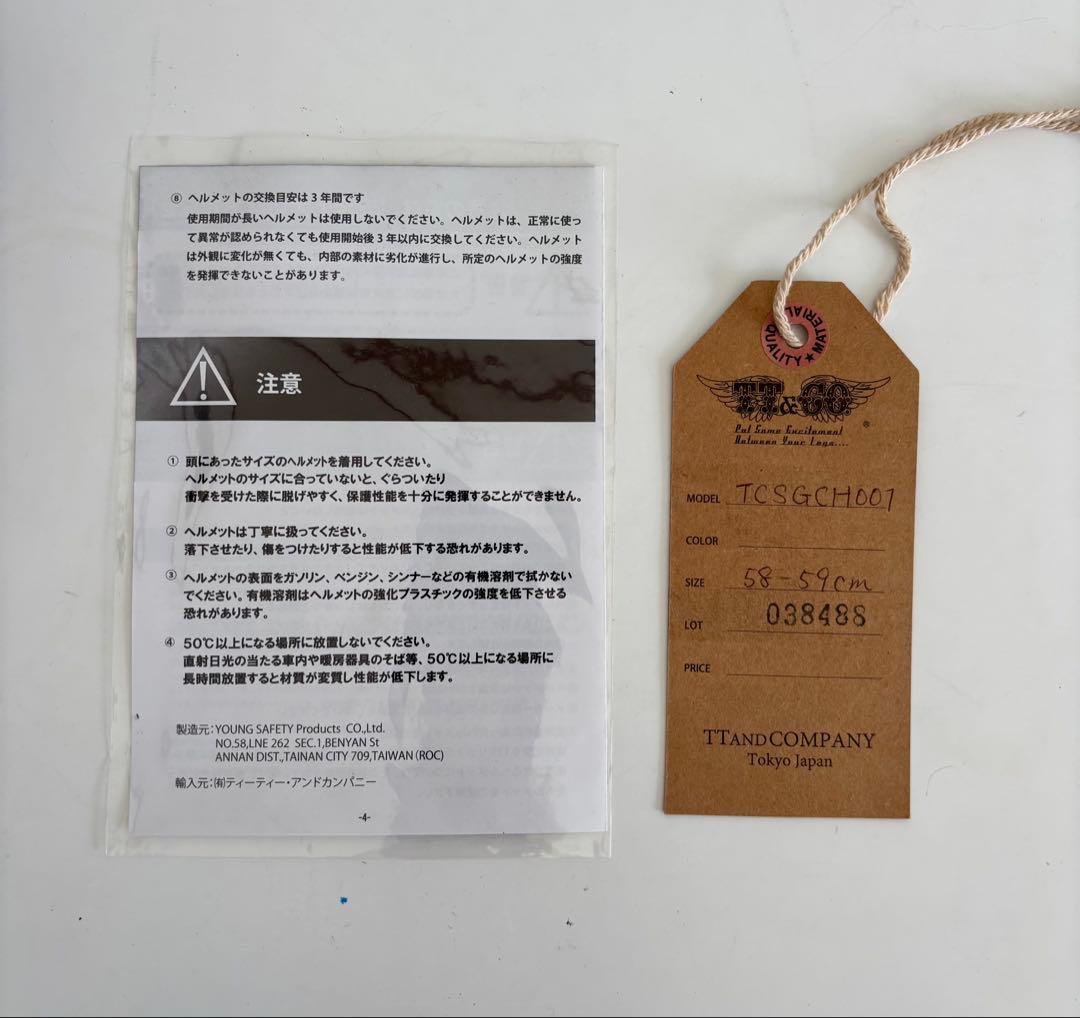 ⑧ ヘルメットの交換目安は3年間です
使用期間が長いヘルメットは使用しないでください。ヘルメットは、正常に使っ
て異常が認められなくても使用開始後3年以内に交換してください。ヘルメット
は外観に変化が無くても、内部の素材に劣化が進行し、所定のヘルメットの強度
を発揮できないことがあります。
注意
① 頭にあったサイズのヘルメットを着用してください。
ヘルメットのサイズに合っていないと、ぐらついたり
衝撃を受けた際に脱げやすく、保護性能を十分に発揮することができません。
② ヘルメットは丁寧に扱ってください。
落下させたり、傷をつけたりすると性能が低下する恐れがあります。
③ ヘルメットの表面をガソリン、ベンジン、シンナーなどの有機溶剤で拭かない
でください。有機溶剤はヘルメットの強化プラスチックの強度を低下させる
恐れがあります。
④ 50℃以上になる場所に放置しないでください。
直射日光の当たる車内や暖房器具のそば等、50℃以上になる場所に
長時間放置すると材質が変質し性能が低下します。
製造元：YOUNG SAFETY Products CO.,Ltd.
NO.58,LNE 262 SEC.1,BENYAN St
ANNAN DIST.,TAINAN CITY 709,TAIWAN（ROC）
輸入元：㈲ティーティー・アンドカンパニー
-4-
MATERIAL ★ QUALITY
TT&CO. ®
Put Some Excitement
Between Your Legs....
MODEL TCSGCH001
COLOR
SIZE 58-59cm
LOT 038488
PRICE
TTANDCOMPANY
Tokyo Japan